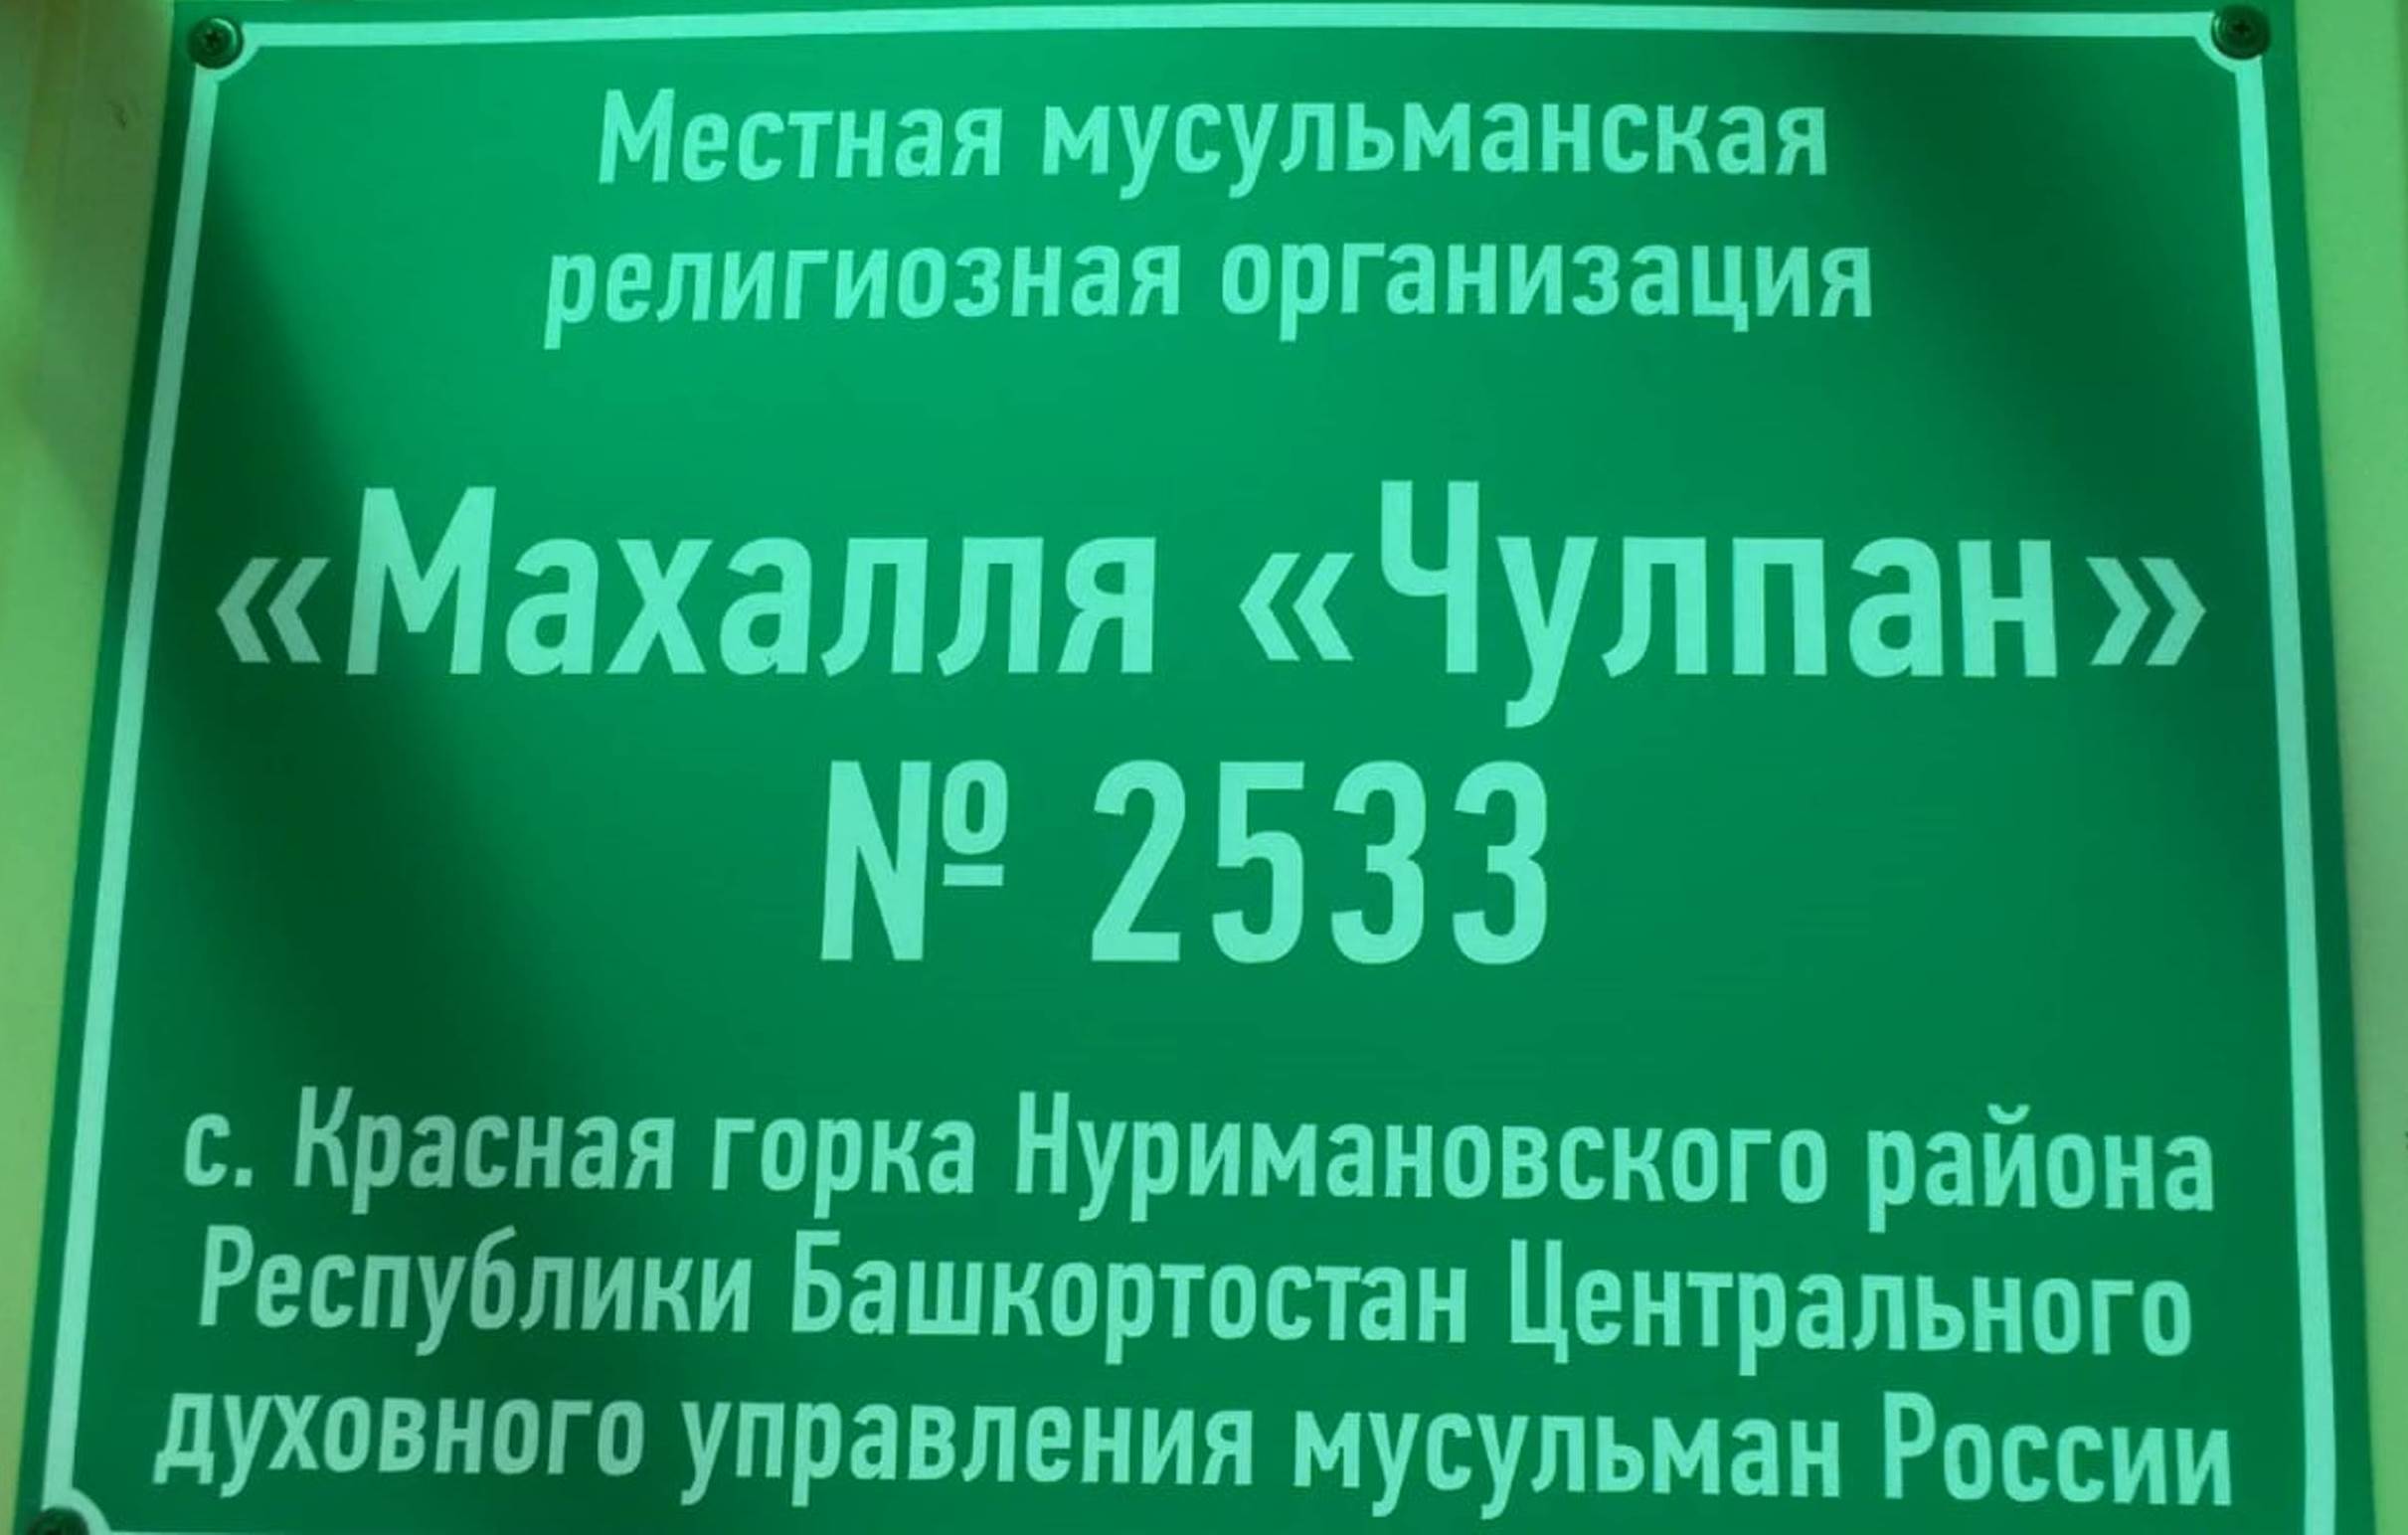 Местная мусульманская
религиозная организация
«Махалля «Чулпан»
№ 2533
с. Красная горка Нуримановского района
Республики Башкортостан Центрального
духовного управления мусульман России